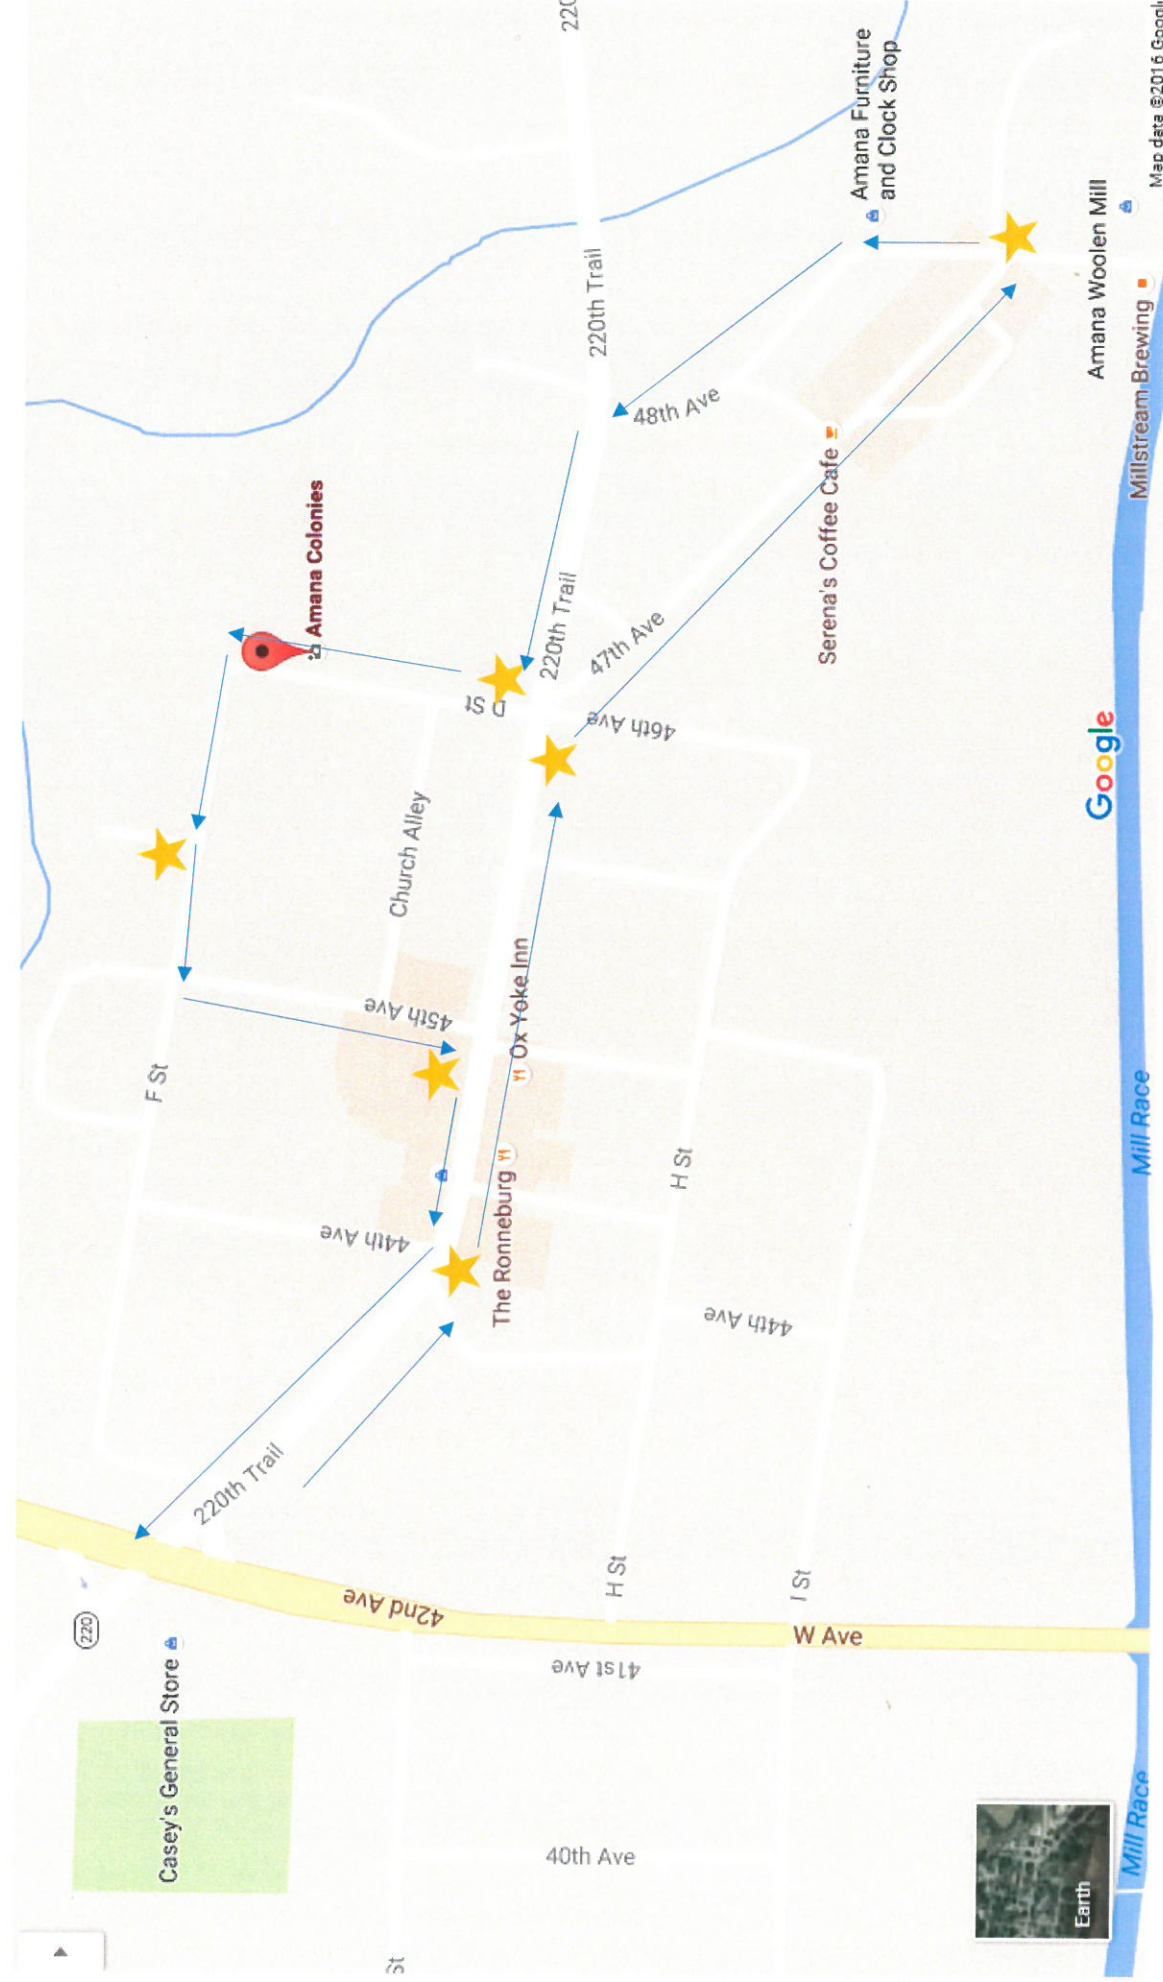 220
Casey's General Store
St
40th Ave
41st Ave
42nd Ave
W Ave
220th Trail
F St
44th Ave
45th Ave
Church Alley
Amana Colonies
D St
The Ronneburg
Ox Yoke Inn
H St
H St
I St
44th Ave
46th Ave
47th Ave
220th Trail
220th Trail
48th Ave
220
Serena's Coffee Cafe
Amana Furniture
and Clock Shop
Amana Woolen Mill
Millstream Brewing
Google
Mill Race
Mill Race
Earth
Map data ©2016 Google